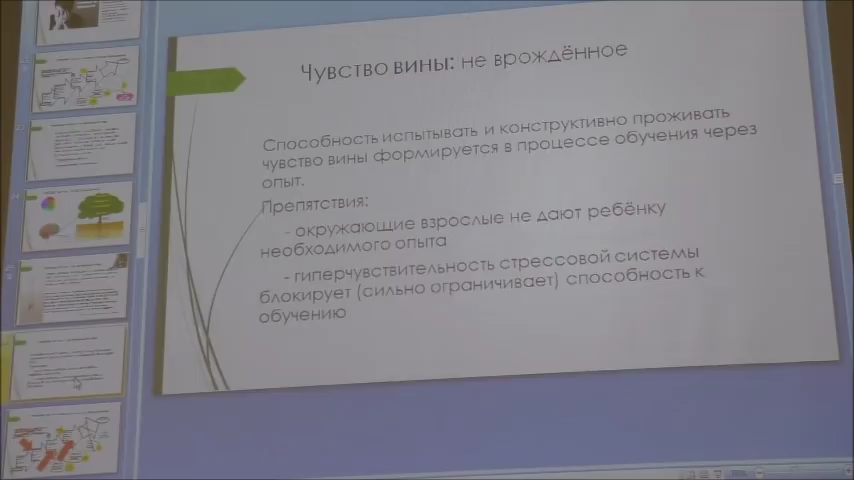 Чувство вины: не врождённое
Способность испытывать и конструктивно проживать
чувство вины формируется в процессе обучения через
опыт.
Препятствия:
- окружающие взрослые не дают ребёнку
необходимого опыта
- гиперчувствительность стрессовой системы
блокирует (сильно ограничивает) способность к
обучению